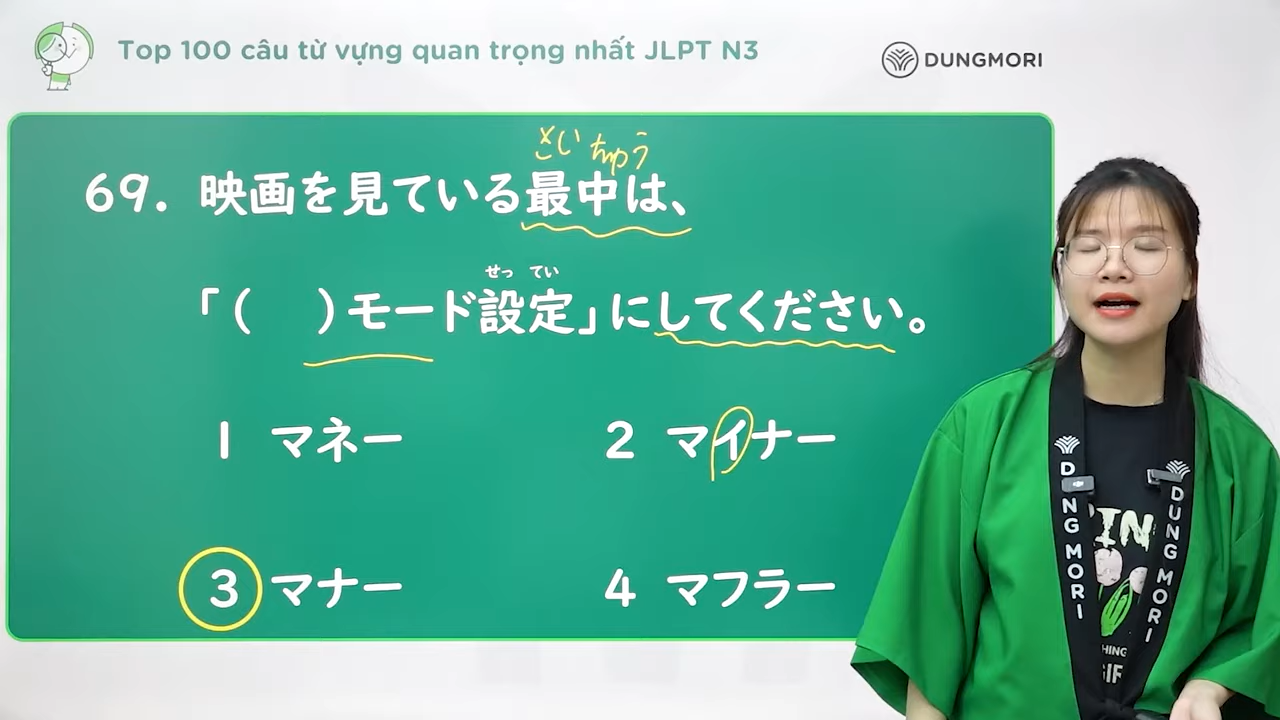 Top 100 câu từ vựng quan trọng nhất JLPT N3
DUNGMORI
さいちゅう
69. 映画を見ている最中は、
せってい
「(　)モード設定」にしてください。
1 マネー
2 マイナー
3 マナー
4 マフラー
DUNG MORI
DUNG MORI